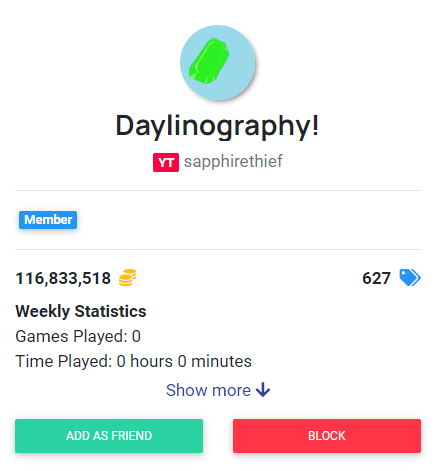 Daylinography!
YT sapphirethief
Member
116,833,518 627
Weekly Statistics
Games Played: 0
Time Played: 0 hours 0 minutes
Show more
ADD AS FRIEND BLOCK